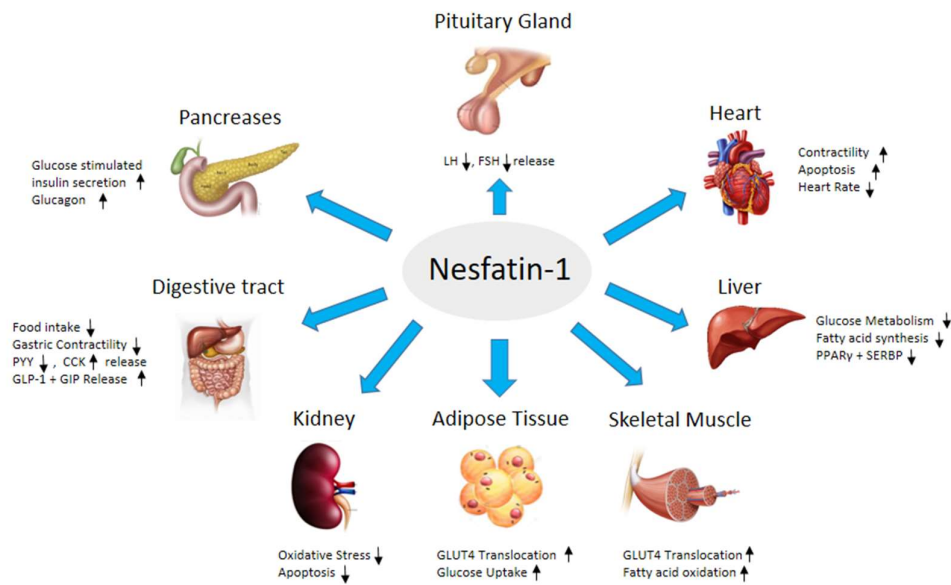 Pituitary Gland
LH ↓, FSH ↓ release
Pancreases
Glucose stimulated
insulin secretion ↑
Glucagon ↑
Heart
Contractility ↑
Apoptosis ↑
Heart Rate ↓
Nesfatin-1
Digestive tract
Food intake ↓
Gastric Contractility ↓
PYY ↓ , CCK ↑ release
GLP-1 + GIP Release ↑
Liver
Glucose Metabolism ↓
Fatty acid synthesis ↓
PPARγ + SERBP ↓
Kidney
Oxidative Stress ↓
Apoptosis ↓
Adipose Tissue
GLUT4 Translocation ↑
Glucose Uptake ↑
Skeletal Muscle
GLUT4 Translocation ↑
Fatty acid oxidation ↑